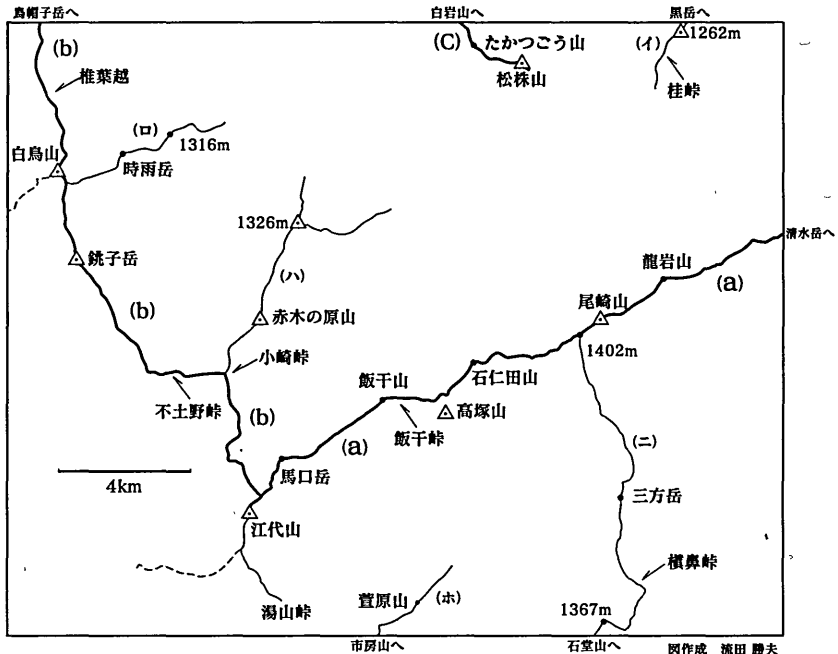 烏帽子岳へ
白岩山へ
黒岳へ
(b)
(C)
たかつごう山
松株山
(イ)
1262m
桂峠
椎葉越
(ロ)
1316m
白鳥山
時雨岳
1326m
清水岳へ
龍岩山
銚子岳
(ハ)
(a)
(b)
赤木の原山
尾崎山
小崎峠
1402m
飯干山
石仁田山
不土野峠
(b)
飯干峠
高塚山
(a)
(ニ)
4km
馬口岳
三方岳
江代山
槇鼻峠
湯山峠
萱原山
(ホ)
1367m
市房山へ
石堂山へ
図作成 流田 勝夫